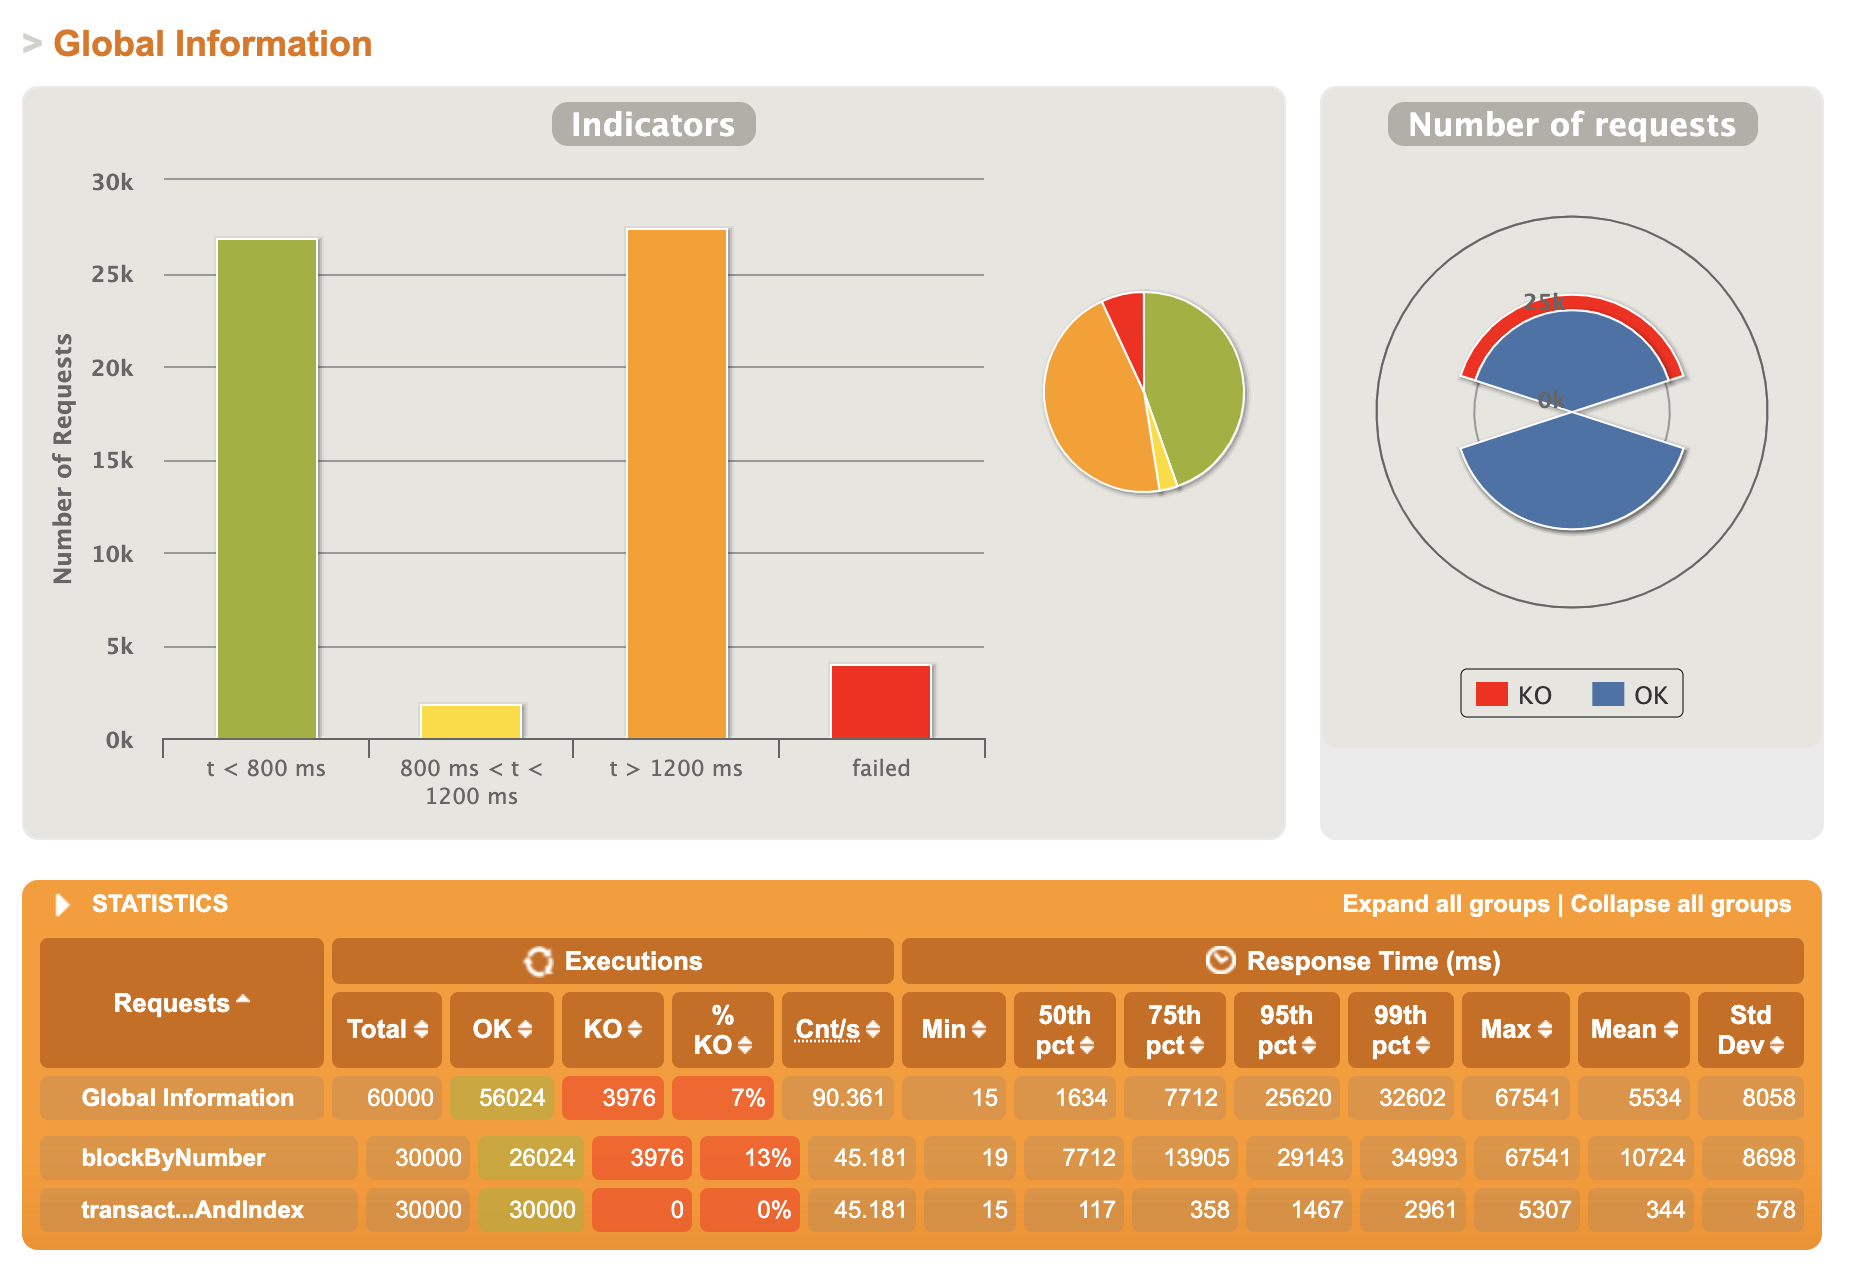 > Global Information
Indicators
30k
25k
20k
15k
10k
5k
0k
Number of Requests
t < 800 ms
800 ms < t <
1200 ms
t > 1200 ms
failed
Number of requests
25k
0k
KO OK
STATISTICS
Expand all groups | Collapse all groups
Requests
Executions
Response Time (ms)
Total
OK
KO
%
KO
Cnt/s
Min
50th
pct
75th
pct
95th
pct
99th
pct
Max
Mean
Std
Dev
Global Information 60000 56024 3976 7% 90.361 15 1634 7712 25620 32602 67541 5534 8058
blockByNumber 30000 26024 3976 13% 45.181 19 7712 13905 29143 34993 67541 10724 8698
transact...AndIndex 30000 30000 0 0% 45.181 15 117 358 1467 2961 5307 344 578